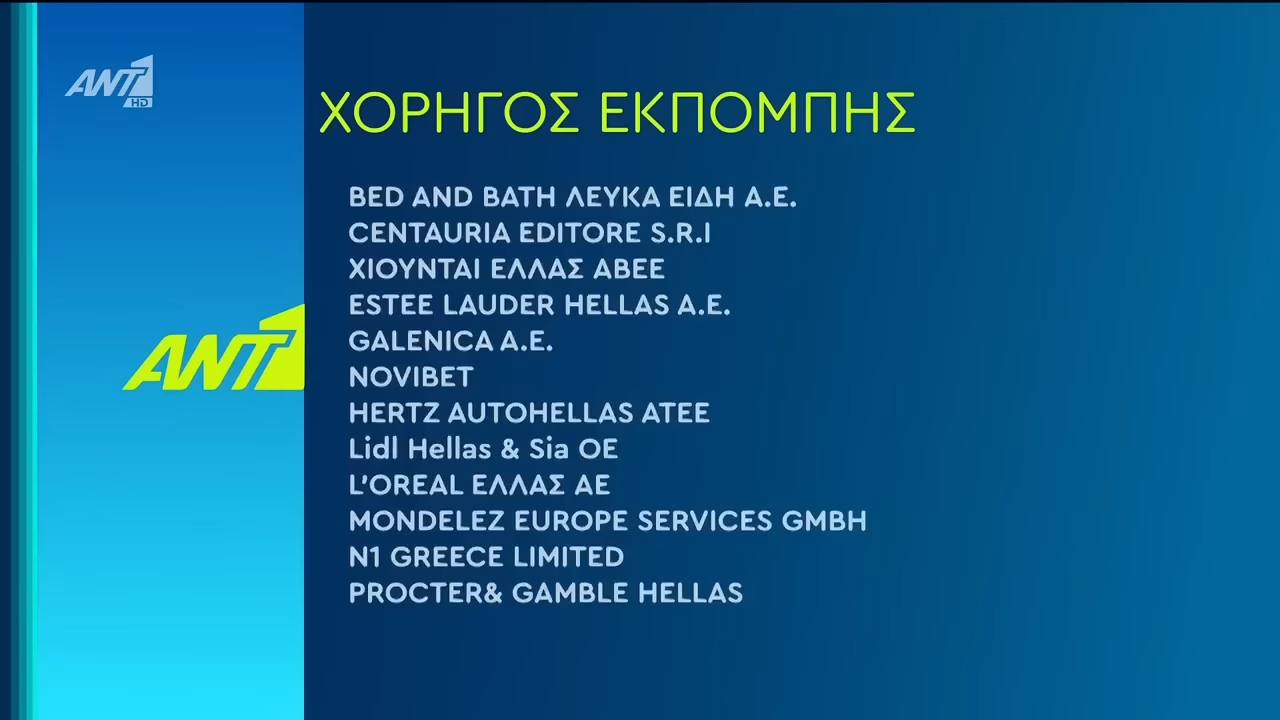 ANT1
HD
ΧΟΡΗΓΟΣ ΕΚΠΟΜΠΗΣ
BED AND BATH ΛΕΥΚΑ ΕΙΔΗ Α.Ε.
CENTAURIA EDITORE S.R.I
ΧΙΟΥΝΤΑΙ ΕΛΛΑΣ ΑΒΕΕ
ESTEE LAUDER HELLAS A.E.
GALENICA A.E.
NOVIBET
HERTZ AUTOHELLAS ATEE
Lidl Hellas & Sia OE
L'OREAL ΕΛΛΑΣ ΑΕ
MONDELEZ EUROPE SERVICES GMBH
N1 GREECE LIMITED
PROCTER& GAMBLE HELLAS
ANT1